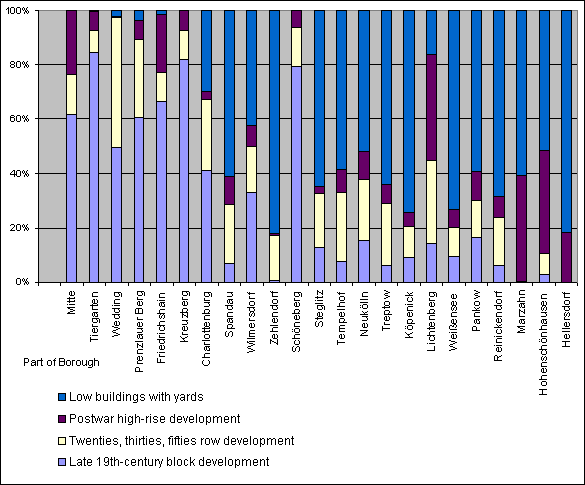 100%
80%
60%
40%
20%
0%
Mitte
Tiergarten
Wedding
Prenzlauer Berg
Friedrichshain
Kreuzberg
Charlottenburg
Spandau
Wilmersdorf
Zehlendorf
Schöneberg
Steglitz
Tempelhof
Neukölln
Treptow
Köpenick
Lichtenberg
Weißensee
Pankow
Reinickendorf
Marzahn
Hohenschönhausen
Hellersdorf
Part of Borough
Low buildings with yards
Postwar high-rise development
Twenties, thirties, fifties row development
Late 19th-century block development